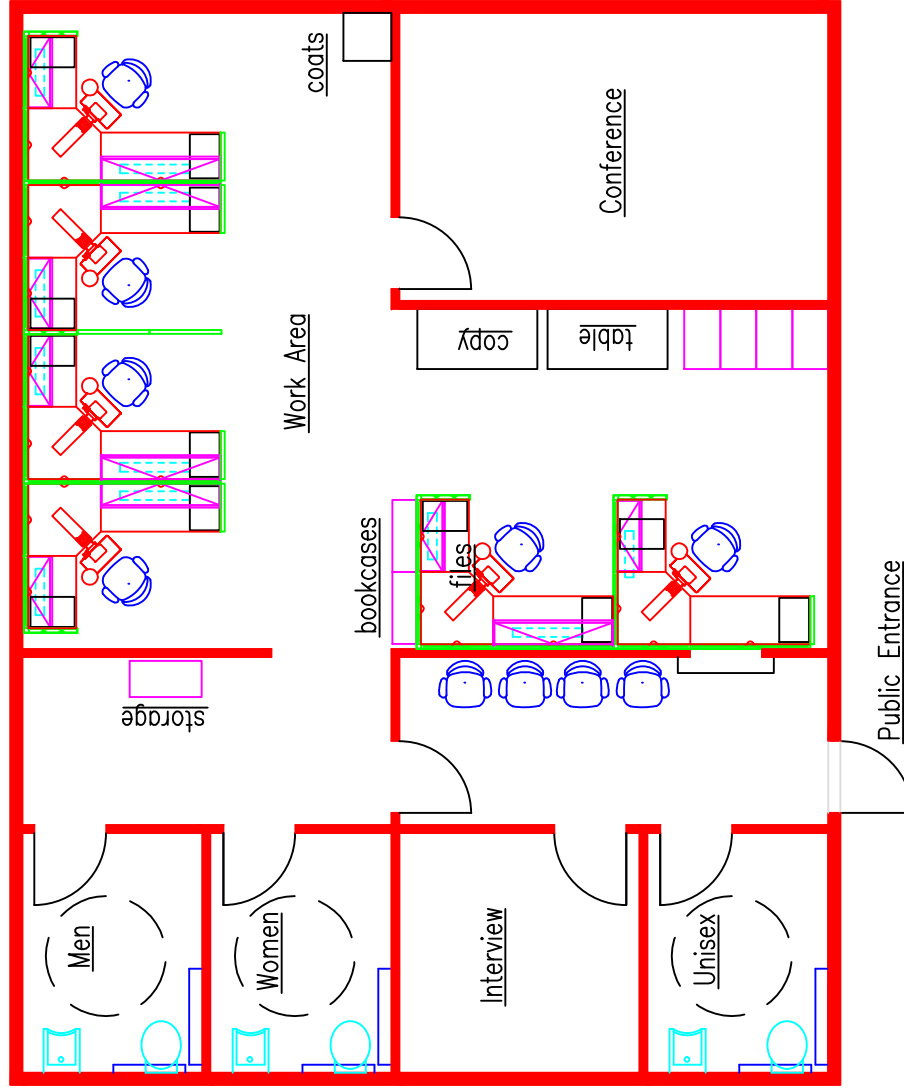 coats
Conference
Work Area
copy
table
bookcases
files
storage
Public Entrance
Men
Women
Interview
Unisex